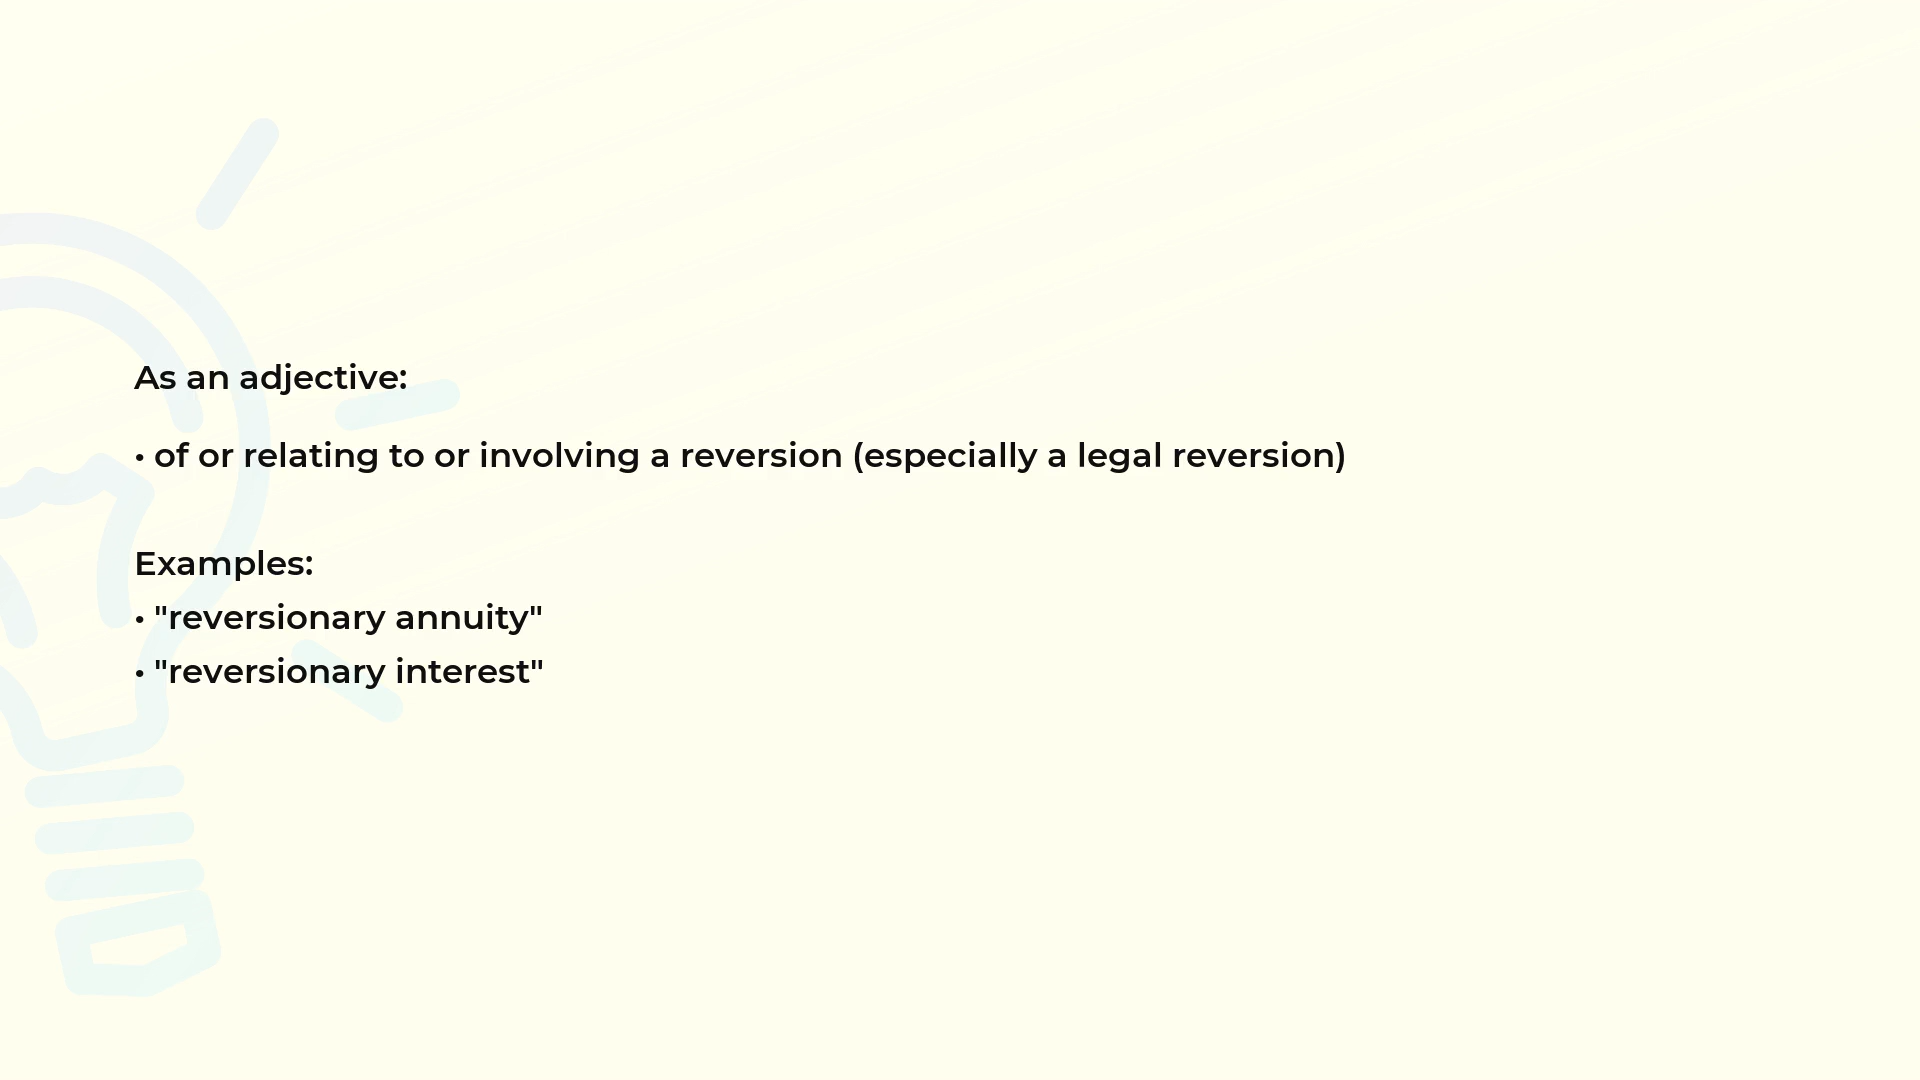 As an adjective:
• of or relating to or involving a reversion (especially a legal reversion)
Examples:
• "reversionary annuity"
• "reversionary interest"